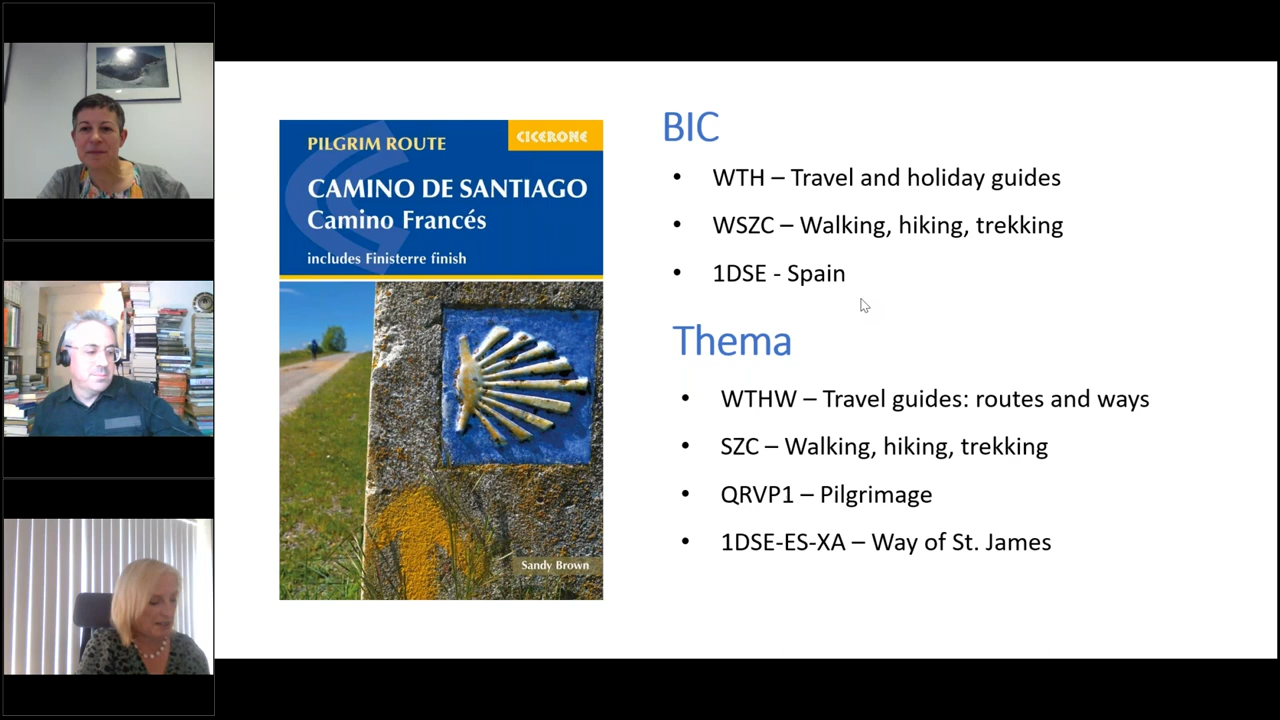 PILGRIM ROUTE
CICERONE
CAMINO DE SANTIAGO
Camino Francés
includes Finisterre finish
Sandy Brown
BIC
• WTH – Travel and holiday guides
• WSZC – Walking, hiking, trekking
• 1DSE - Spain
Thema
• WTHW – Travel guides: routes and ways
• SZC – Walking, hiking, trekking
• QRVP1 – Pilgrimage
• 1DSE-ES-XA – Way of St. James